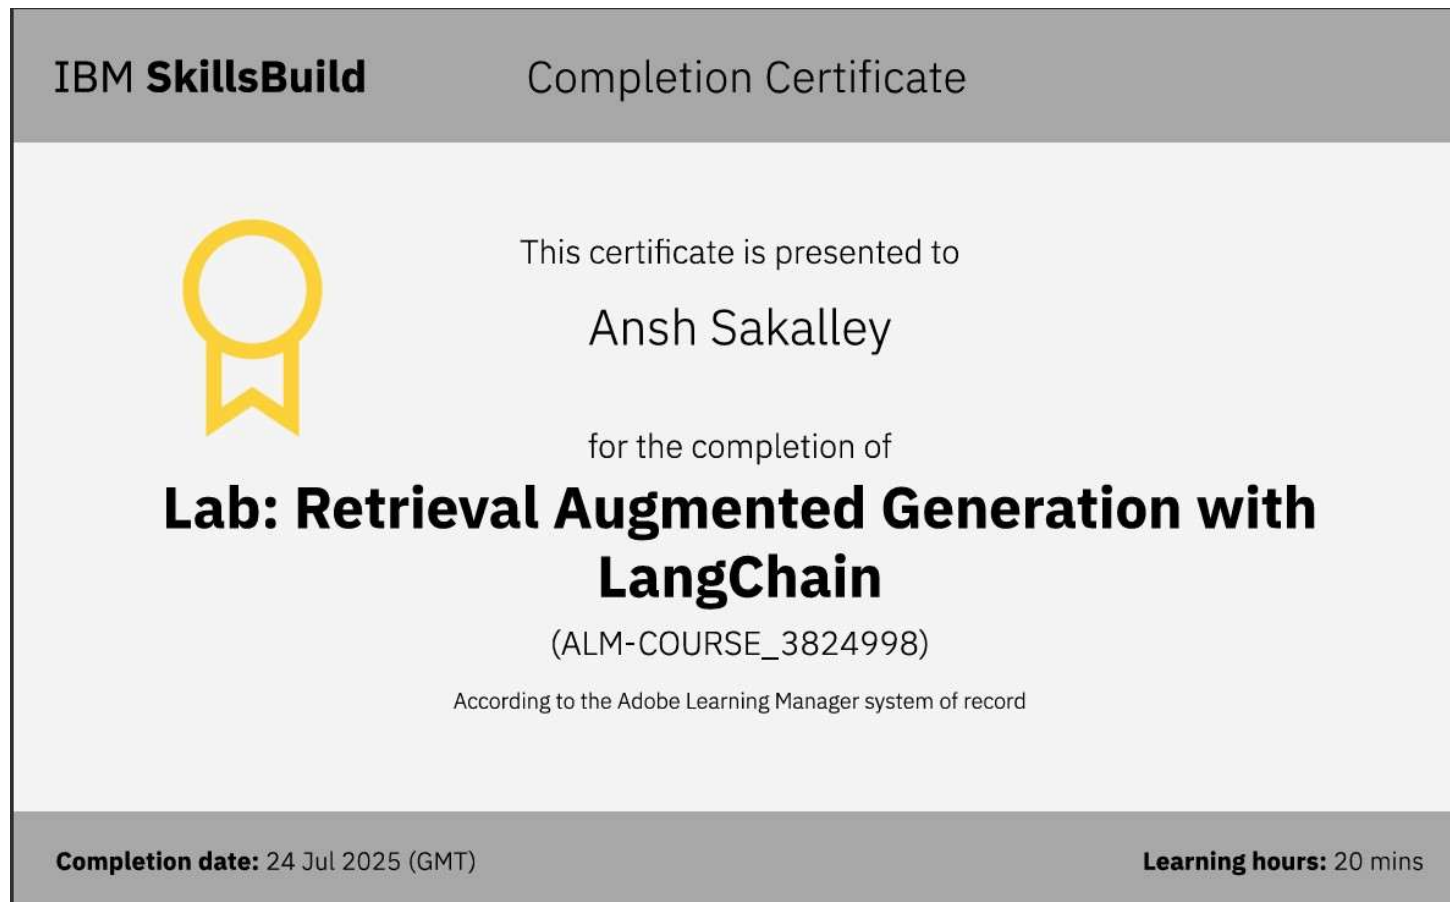 IBM SkillsBuild
Completion Certificate
This certificate is presented to
Ansh Sakalley
for the completion of
Lab: Retrieval Augmented Generation with
LangChain
(ALM-COURSE_3824998)
According to the Adobe Learning Manager system of record
Completion date: 24 Jul 2025 (GMT)
Learning hours: 20 mins